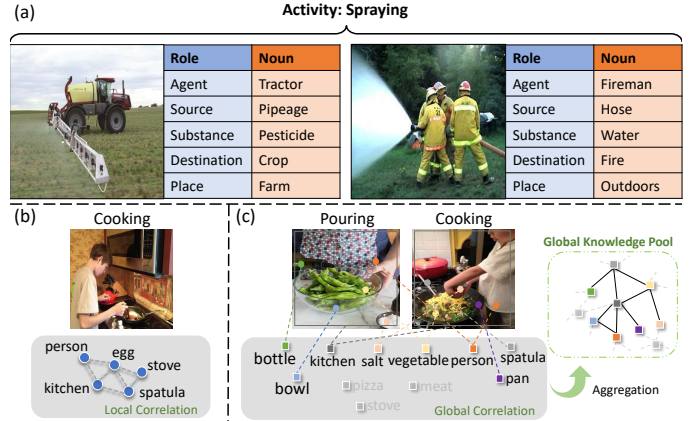 (a)
Activity: Spraying
Role Noun
Agent Tractor
Source Pipeage
Substance Pesticide
Destination Crop
Place Farm
Role Noun
Agent Fireman
Source Hose
Substance Water
Destination Fire
Place Outdoors
(b)
Cooking
person
egg
stove
kitchen
spatula
Local Correlation
(c)
Pouring
Cooking
bottle
kitchen
salt
vegetable
person
spatula
bowl
pizza
meat
pan
stove
Global Correlation
Global Knowledge Pool
Aggregation